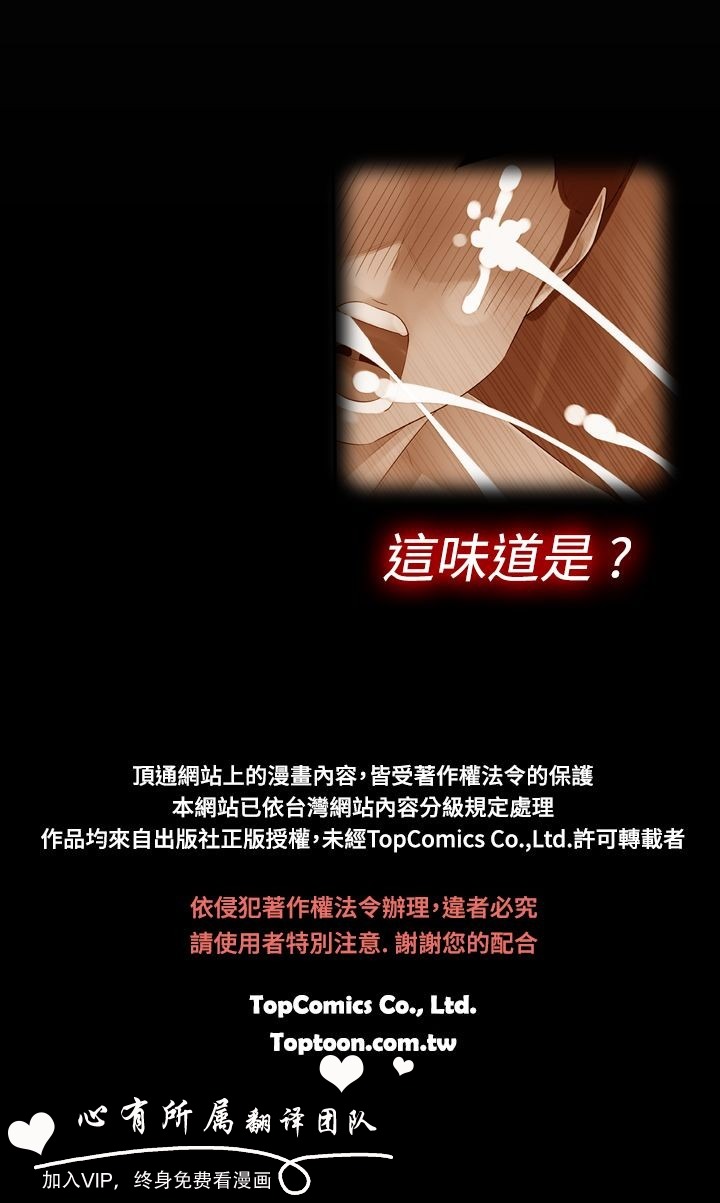 這味道是?
頂通網站上的漫畫內容，皆受著作權法令的保護
本網站已依台灣網站內容分級規定處理
作品均來自出版社正版授權，未經TopComics Co.,Ltd.許可轉載者
依侵犯著作權法令辦理，違者必究
請使用者特別注意. 謝謝您的配合
TopComics Co., Ltd.
Toptoon.com.tw
心有所属翻译团队
加入VIP，终身免费看漫画